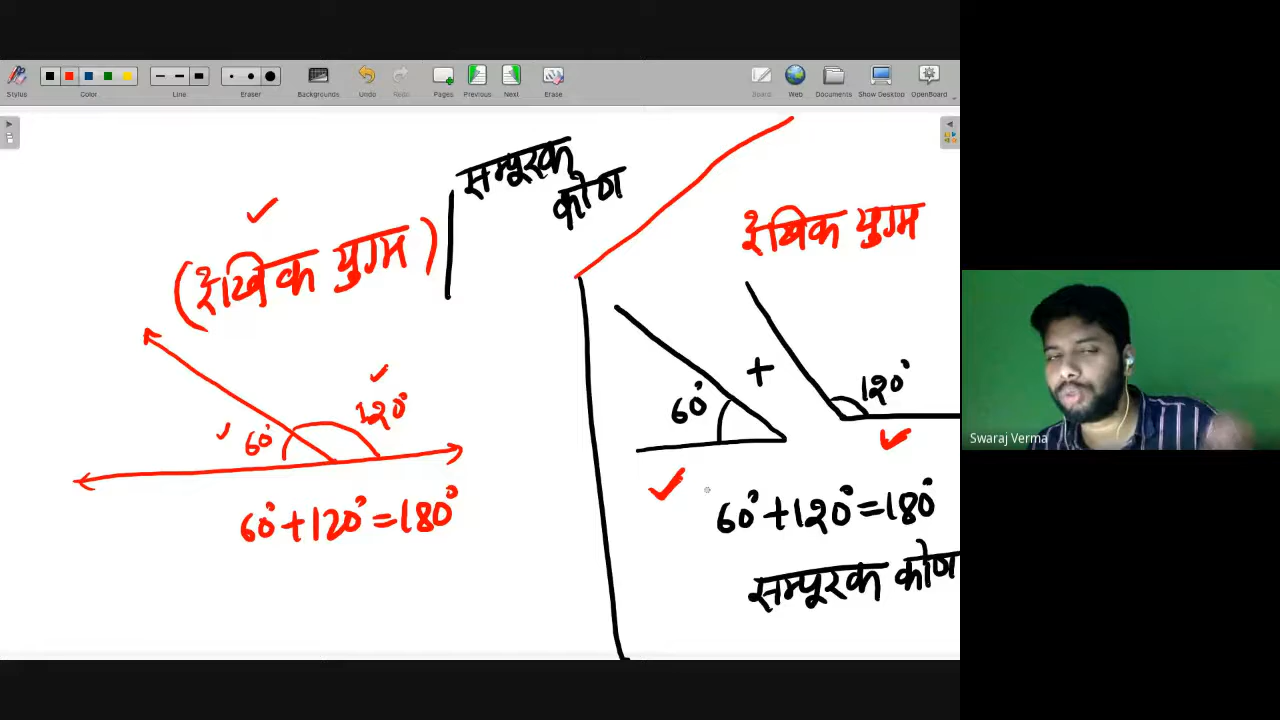 Stylus
Color
Line
Eraser
Backgrounds
Undo
Redo
Pages
Previous
Next
Erase
Board
Web
Documents
Show Desktop
OpenBoard
सम्पूरक
कोण
(रैखिक युग्म)
60°
120°
60°+120°=180°
रैखिक युग्म
60°
+
120°
60°+120°=180°
सम्पूरक कोण
Swaraj Verma